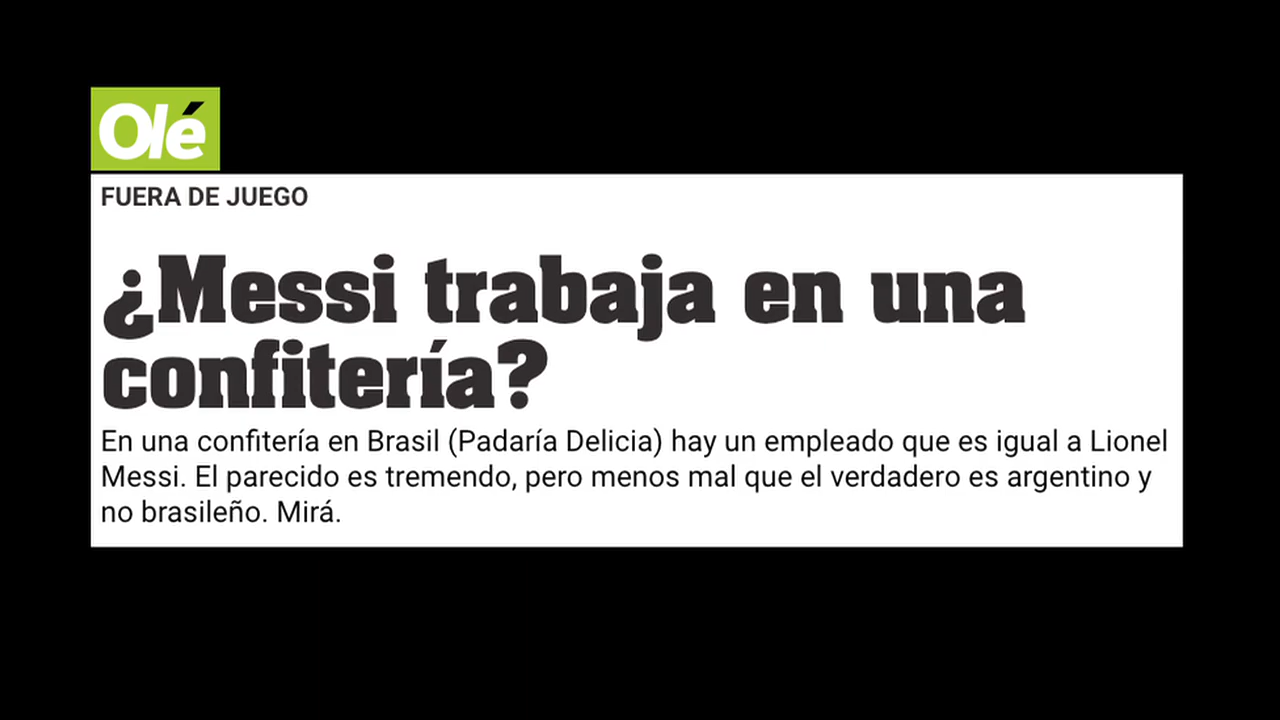 Olé
FUERA DE JUEGO
¿Messi trabaja en una
confitería?
En una confitería en Brasil (Padaría Delicia) hay un empleado que es igual a Lionel
Messi. El parecido es tremendo, pero menos mal que el verdadero es argentino y
no brasileño. Mirá.